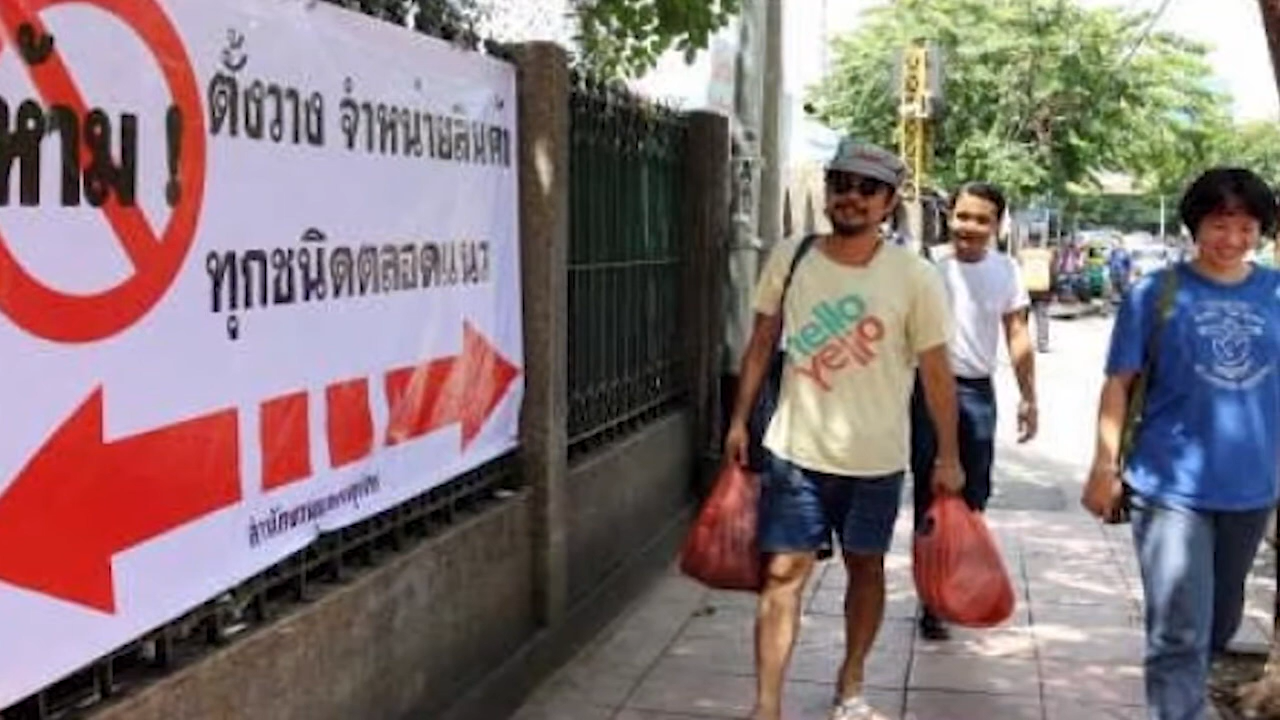 ห้าม !
ตั้งวาง จำหน่ายสินค้า
ทุกชนิดตลอดแนว
hello
yello